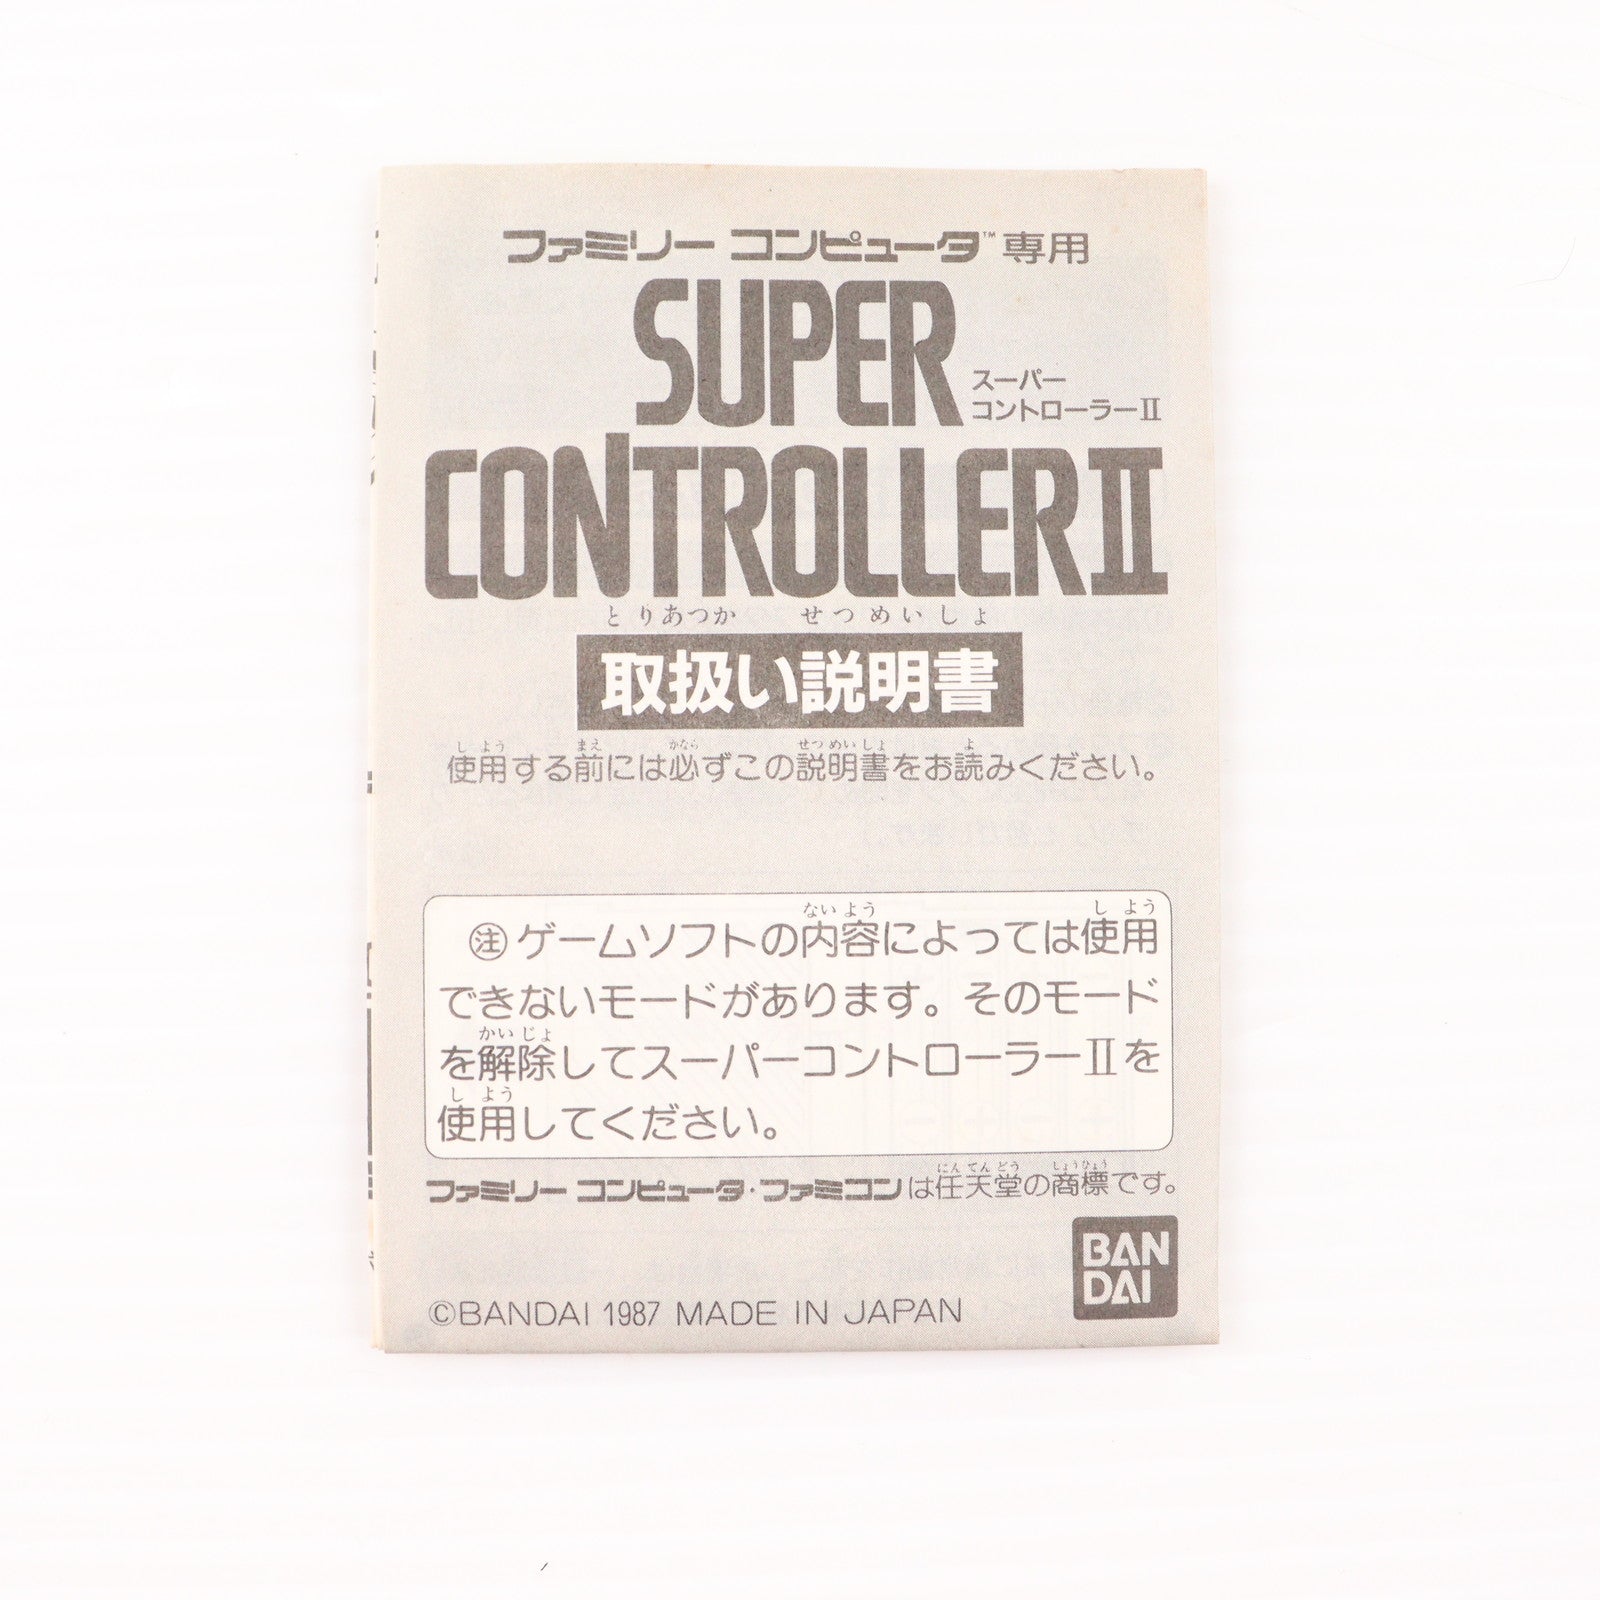 ファミリー コンピュータ™専用
SUPER
スーパー
コントローラーⅡ
CONTROLLERⅡ
とりあつか せつめいしょ
取扱い説明書
しよう まえ かなら せつめいしょ よ
使用する前には必ずこの説明書をお読みください。
ないよう しよう
㊟ゲームソフトの内容によっては使用
できないモードがあります。そのモード
かいじょ
を解除してスーパーコントローラーⅡを
しよう
使用してください。
にんてんどう しょうひょう
ファミリー コンピュータ・ファミコンは任天堂の商標です。
BAN
DAI
©BANDAI 1987 MADE IN JAPAN